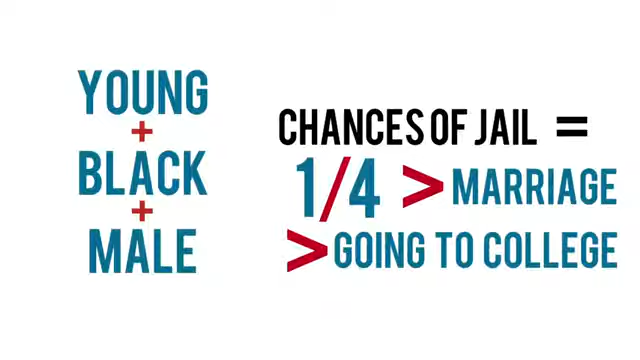 YOUNG
+
BLACK
+
MALE
CHANCES OF JAIL =
1/4 > MARRIAGE
> GOING TO COLLEGE